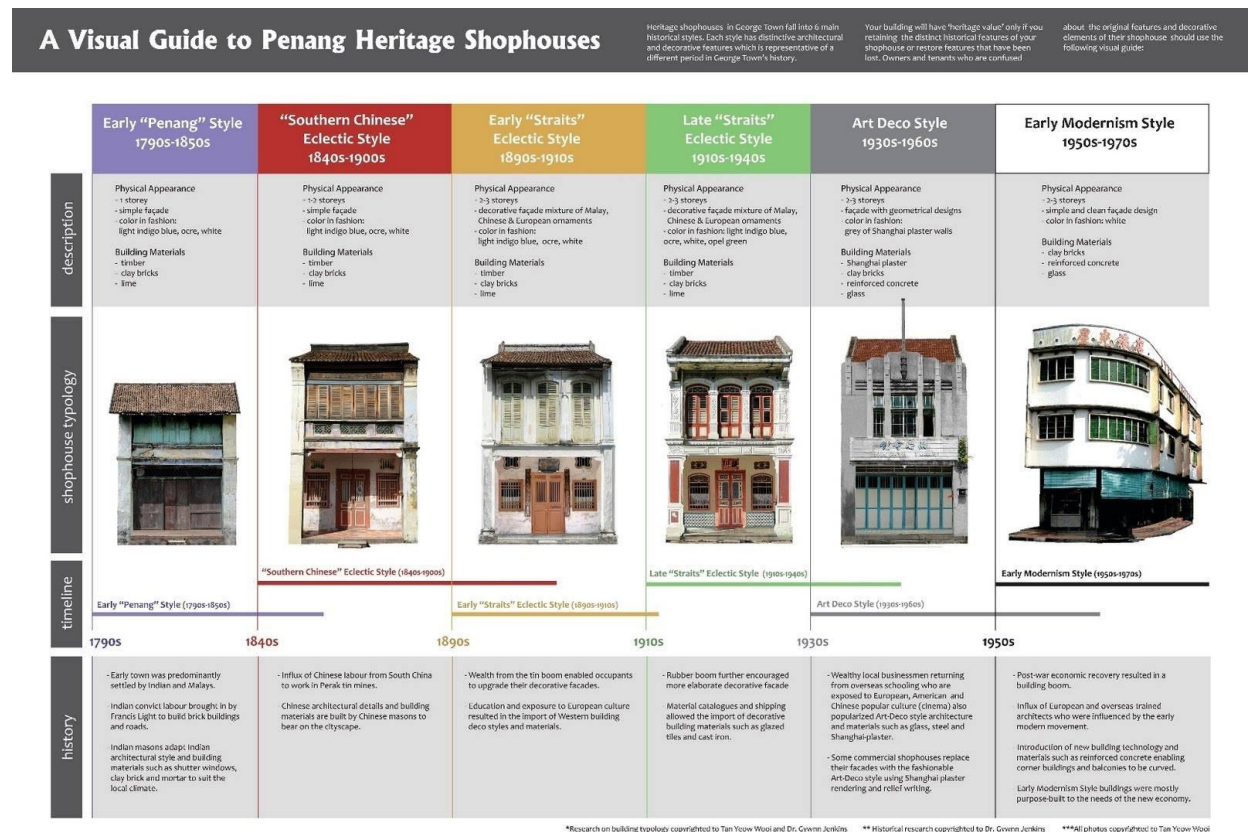 A Visual Guide to Penang Heritage Shophouses
Heritage shophouses in George Town fall into 6 main
historical styles. Each style has distinctive architectural
and decorative features which is representative of a
different period in George Town's history.
Your building will have 'heritage value' only if you
retaining the distinct historical features of your
shophouse or restore features that have been
lost. Owners and tenants who are confused
about the original features and decorative
elements of their shophouse should use the
following visual guide:
Early "Penang" Style
1790s-1850s
"Southern Chinese"
Eclectic Style
1840s-1900s
Early "Straits"
Eclectic Style
1890s-1910s
Late "Straits"
Eclectic Style
1910s-1940s
Art Deco Style
1930s-1960s
Early Modernism Style
1950s-1970s
description
Physical Appearance
- 1 storey
- simple façade
- color in fashion:
light indigo blue, ocre, white
Building Materials
- timber
- clay bricks
- lime
Physical Appearance
- 1-2 storeys
- simple façade
- color in fashion:
light indigo blue, ocre, white
Building Materials
- timber
- clay bricks
- lime
Physical Appearance
- 2-3 storeys
- decorative façade mixture of Malay,
Chinese & European ornaments
- color in fashion:
light indigo blue, ocre, white
Building Materials
- timber
- clay bricks
- lime
Physical Appearance
- 2-3 storeys
- decorative façade mixture of Malay,
Chinese & European ornaments
- color in fashion: light indigo blue,
ocre, white, opel green
Building Materials
- timber
- clay bricks
- lime
Physical Appearance
- 2-3 storeys
- façade with geometrical designs
- color in fashion:
grey of Shanghai plaster walls
Building Materials
- Shanghai plaster
- clay bricks
- reinforced concrete
- glass
Physical Appearance
- 2-3 storeys
- simple and clean façade design
- color in fashion: white
Building Materials
- clay bricks
- reinforced concrete
- glass
shophouse typology
timeline
"Southern Chinese" Eclectic Style (1840s-1900s)
Late "Straits" Eclectic Style (1910s-1940s)
Early Modernism Style (1950s-1970s)
Early "Penang" Style (1790s-1850s)
Early "Straits" Eclectic Style (1890s-1910s)
Art Deco Style (1930s-1960s)
1790s
1840s
1890s
1910s
1930s
1950s
history
- Early town was predominantly
settled by Indian and Malays.
- Indian convict labour brought in by
Francis Light to build brick buildings
and roads.
- Indian masons adapt Indian
architectural style and building
materials such as shutter windows,
clay brick and mortar to suit the
local climate.
- Influx of Chinese labour from South China
to work in Perak tin mines.
- Chinese architectural details and building
materials are built by Chinese masons to
bear on the cityscape.
- Wealth from the tin boom enabled occupants
to upgrade their decorative facades.
- Education and exposure to European culture
resulted in the import of Western building
deco styles and materials.
- Rubber boom further encouraged
more elaborate decorative facade
- Material catalogues and shipping
allowed the import of decorative
building materials such as glazed
tiles and cast iron.
- Wealthy local businesmen returning
from overseas schooling who are
exposed to European, American and
Chinese popular culture (cinema) also
popularized Art-Deco style architecture
and materials such as glass, steel and
Shanghai-plaster.
- Some commercial shophouses replace
their facades with the fashionable
Art-Deco style using Shanghai plaster
rendering and relief writing.
- Post-war economic recovery resulted in a
building boom.
Influx of European and overseas trained
architects who were influenced by the early
modern movement.
Introduction of new building technology and
materials such as reinforced concrete enabling
corner buildings and balconies to be curved.
Early Modernism Style buildings were mostly
purpose-built to the needs of the new economy.
*Research on building typology copyrighted to Tan Yeow Wooi and Dr. Gwynn Jenkins
** Historical research copyrighted to Dr. Gwynn Jenkins
***All photos copyrighted to Tan Yeow Wooi